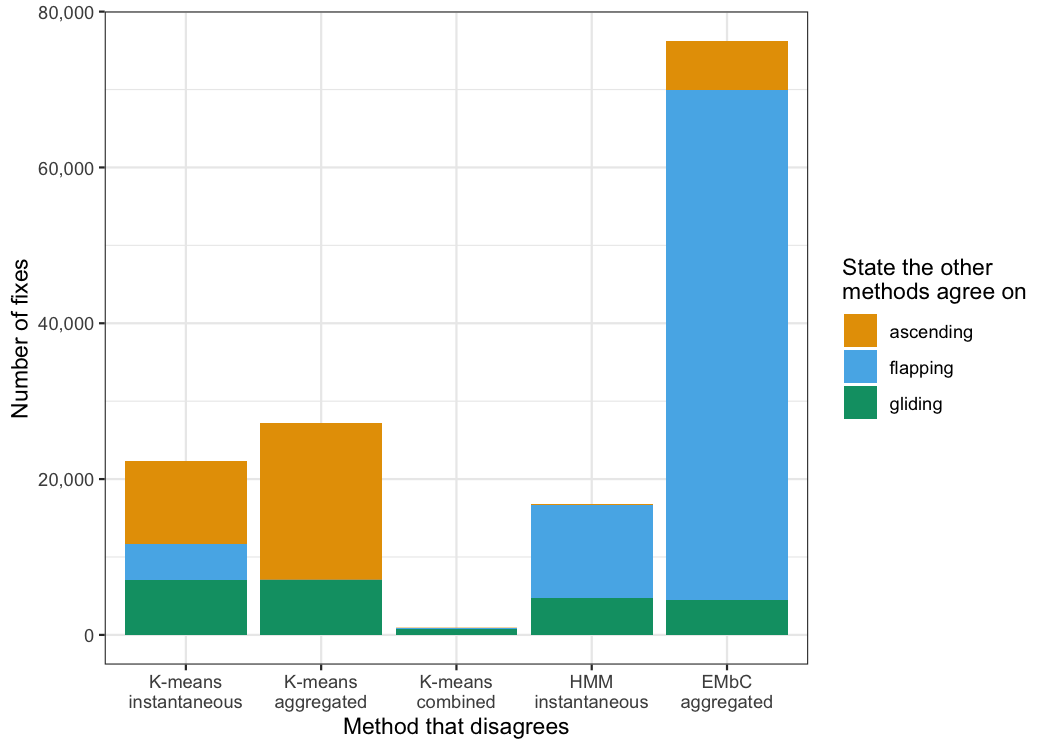 80,000
60,000
40,000
20,000
0
Number of fixes
K-means
instantaneous
K-means
aggregated
K-means
combined
HMM
instantaneous
EMbC
aggregated
Method that disagrees
State the other
methods agree on
ascending
flapping
gliding